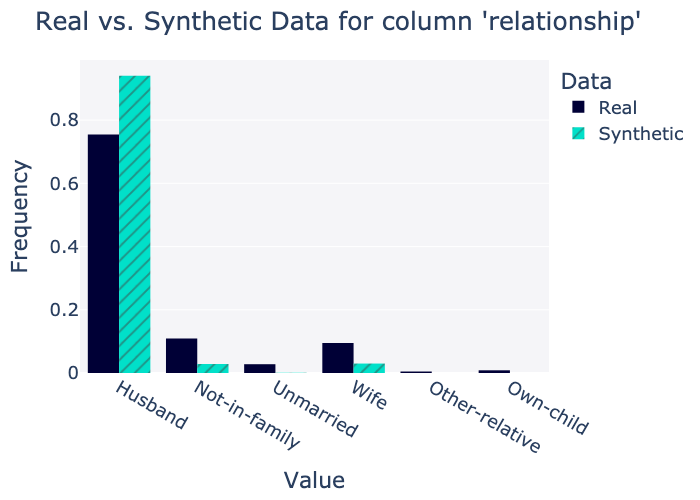 Real vs. Synthetic Data for column 'relationship'
Data
Real
Synthetic
Frequency
0.8
0.6
0.4
0.2
0
Husband
Not-in-family
Unmarried
Wife
Other-relative
Own-child
Value